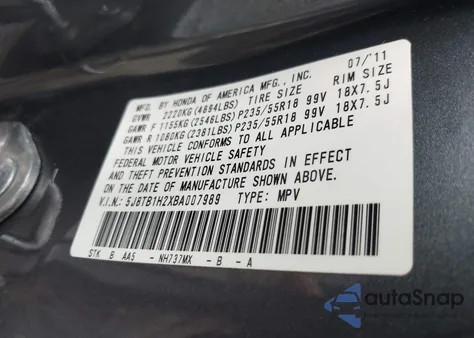 MFD. BY HONDA OF AMERICA MFG., INC. 07/'11
GVWR 2220KG (4894LBS) TIRE SIZE RIM SIZE
GAWR F 1155KG (2546LBS) P235/55R18 99V 18X7.5J
GAWR R 1080KG (2381LBS) P235/55R18 99V 18X7.5J
THIS VEHICLE CONFORMS TO ALL APPLICABLE
FEDERAL MOTOR VEHICLE SAFETY
AND THEFT PREVENTION STANDARDS IN EFFECT
ON THE DATE OF MANUFACTURE SHOWN ABOVE.
V.I.N.: 5J8TB1H2XBA007989 TYPE: MPV
STK B AA5 - NH737MX - B - A
autoSnap